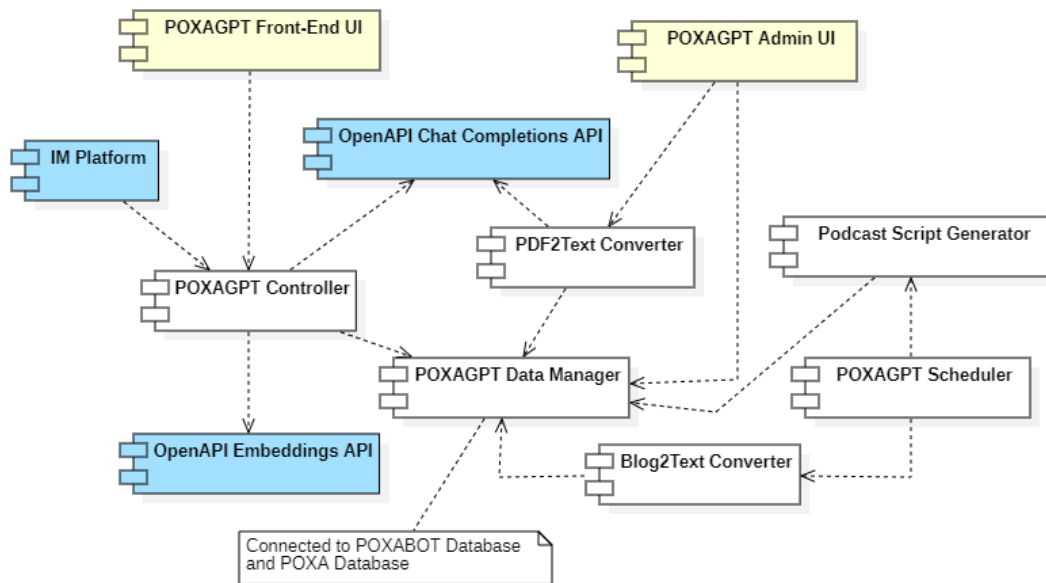 POXAGPT Front-End UI
POXAGPT Admin UI
OpenAPI Chat Completions API
IM Platform
PDF2Text Converter
Podcast Script Generator
POXAGPT Controller
POXAGPT Data Manager
POXAGPT Scheduler
OpenAPI Embeddings API
Blog2Text Converter
Connected to POXABOT Database
and POXA Database